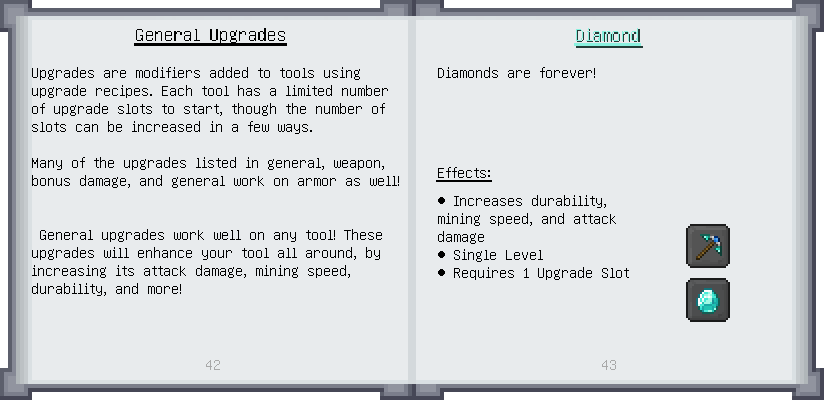 General Upgrades
Upgrades are modifiers added to tools using
upgrade recipes. Each tool has a limited number
of upgrade slots to start, though the number of
slots can be increased in a few ways.
Many of the upgrades listed in general, weapon,
bonus damage, and general work on armor as well!
General upgrades work well on any tool! These
upgrades will enhance your tool all around, by
increasing its attack damage, mining speed,
durability, and more!
42
Diamond
Diamonds are forever!
Effects:
● Increases durability,
mining speed, and attack
damage
● Single Level
● Requires 1 Upgrade Slot
43